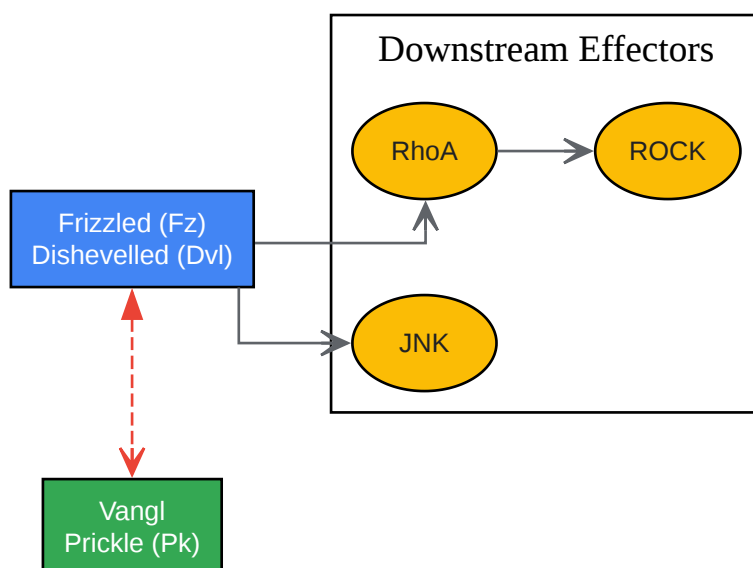 Downstream Effectors
RhoA
ROCK
Frizzled (Fz)
Dishevelled (Dvl)
JNK
Vangl
Prickle (Pk)